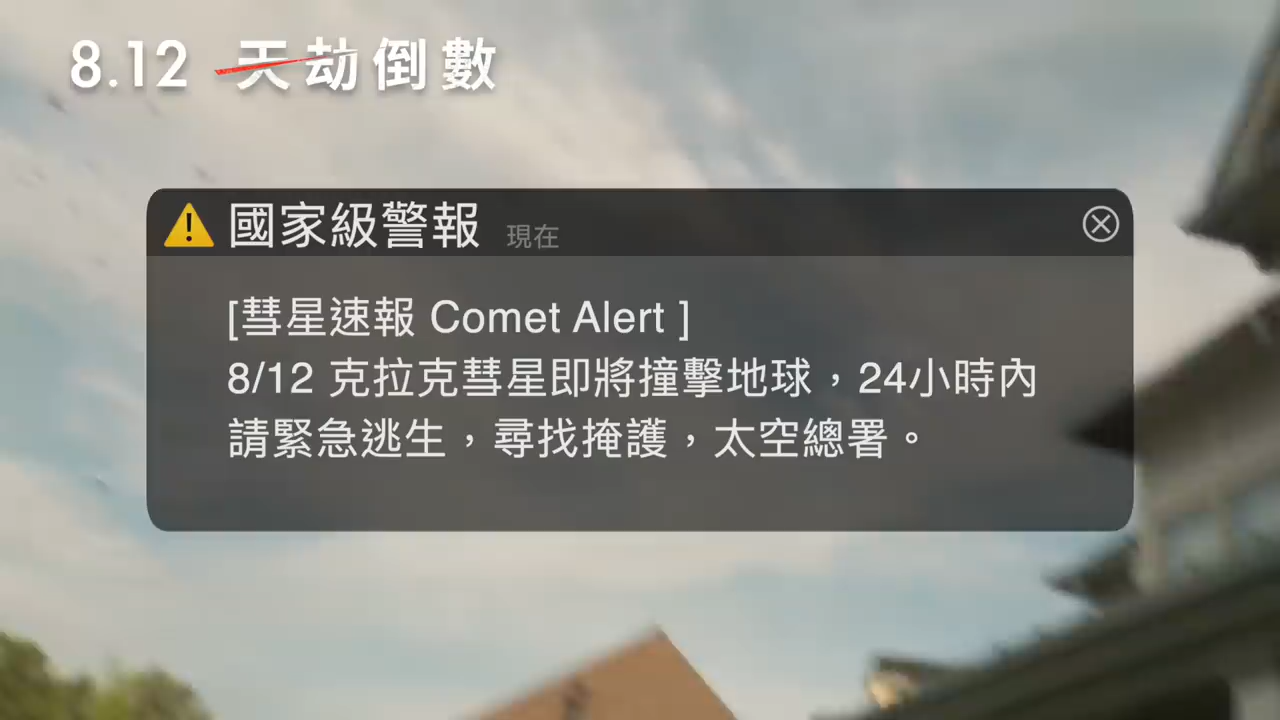 8.12 天劫倒數
國家級警報 現在
[彗星速報 Comet Alert ]
8/12 克拉克彗星即將撞擊地球，24小時內
請緊急逃生，尋找掩護，太空總署。